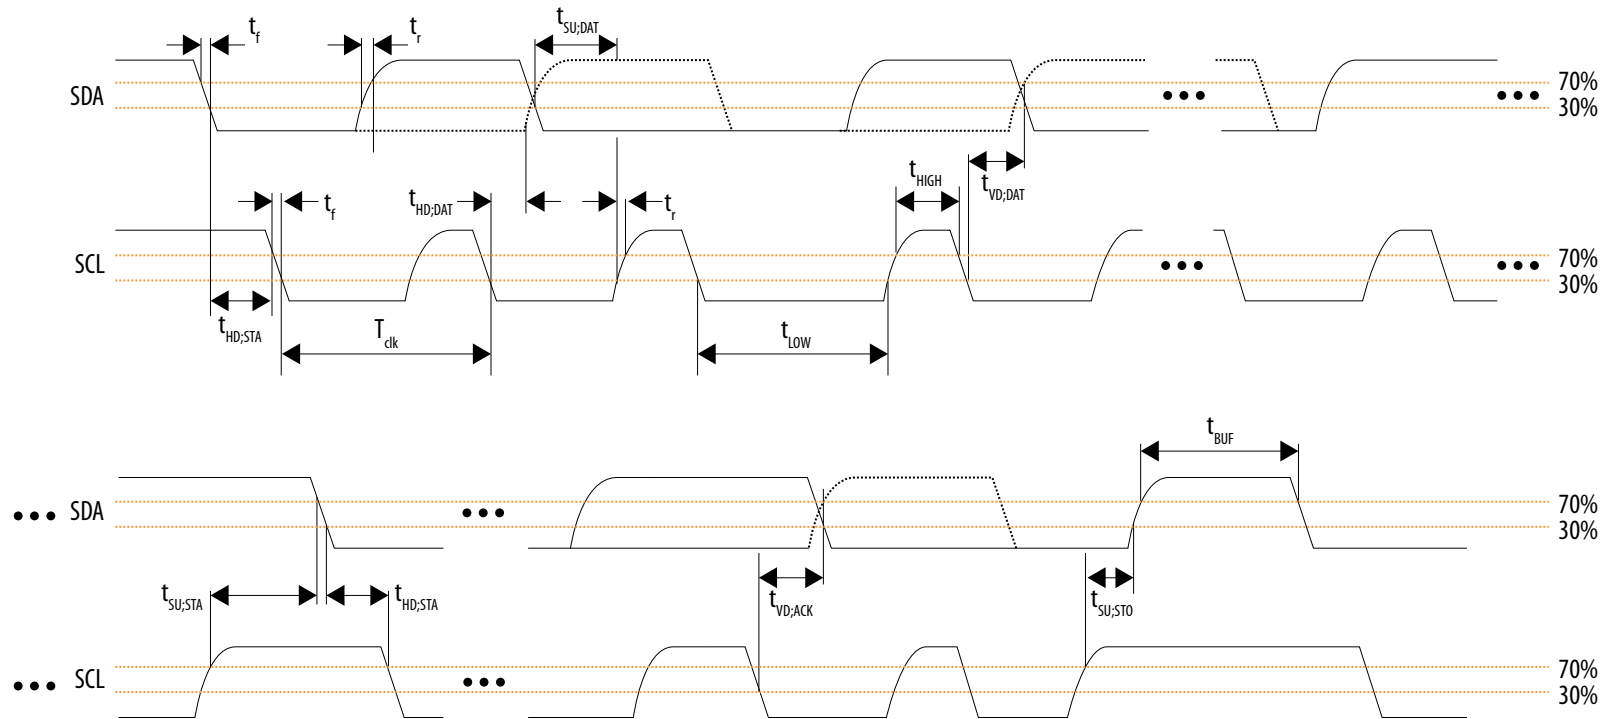 t_f
t_r
t_SU;DAT
SDA
70%
30%
t_f
t_HD;DAT
t_r
t_HIGH
t_VD;DAT
SCL
70%
30%
t_HD;STA
T_clk
t_LOW
t_BUF
••• SDA •••
70%
30%
t_SU;STA
t_HD;STA
t_VD;ACK
t_SU;STO
••• SCL •••
70%
30%